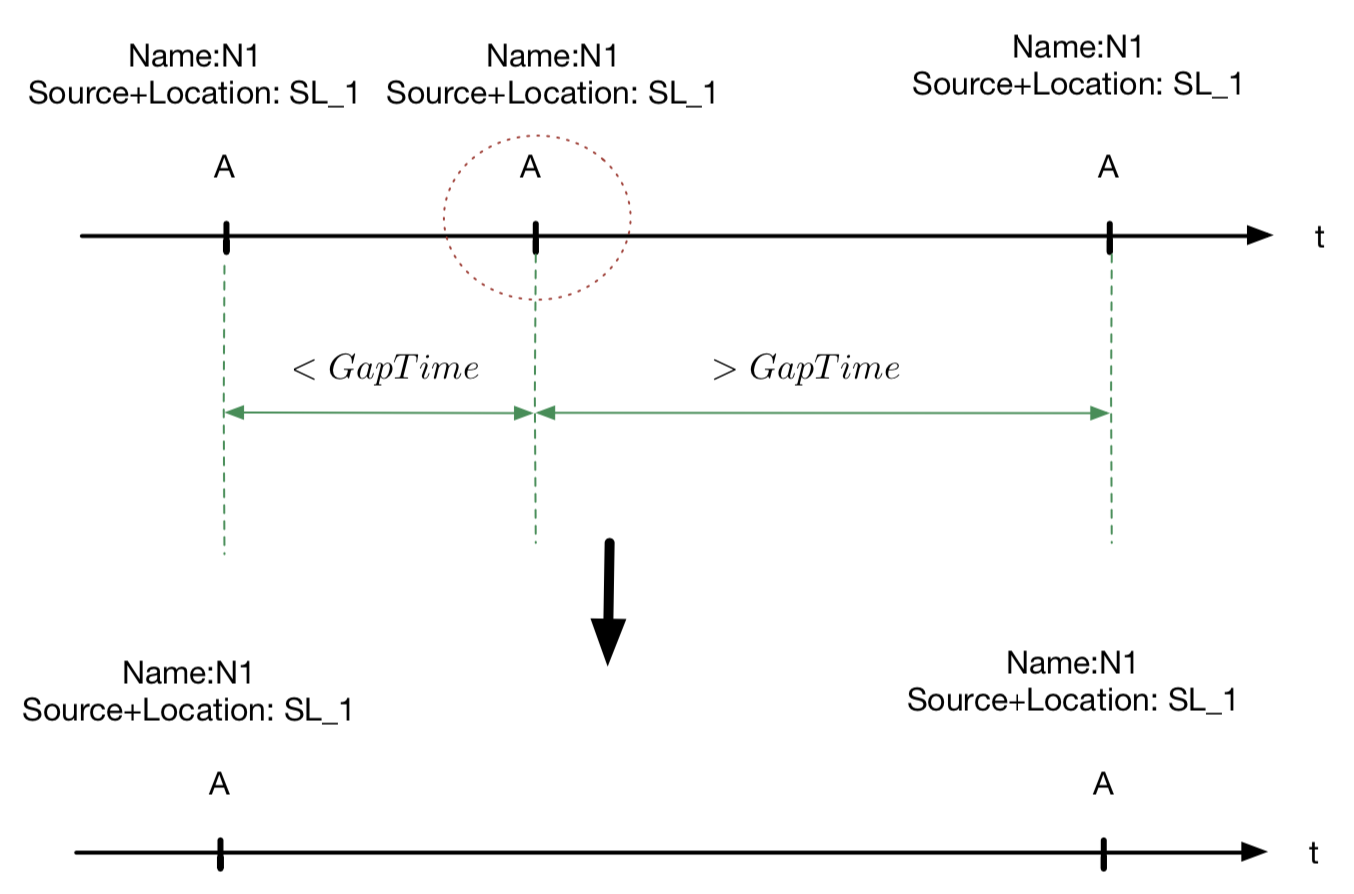 Name:N1
Source+Location: SL_1
Name:N1
Source+Location: SL_1
Name:N1
Source+Location: SL_1
A
A
A
t
< GapTime
> GapTime
Name:N1
Source+Location: SL_1
Name:N1
Source+Location: SL_1
A
A
t